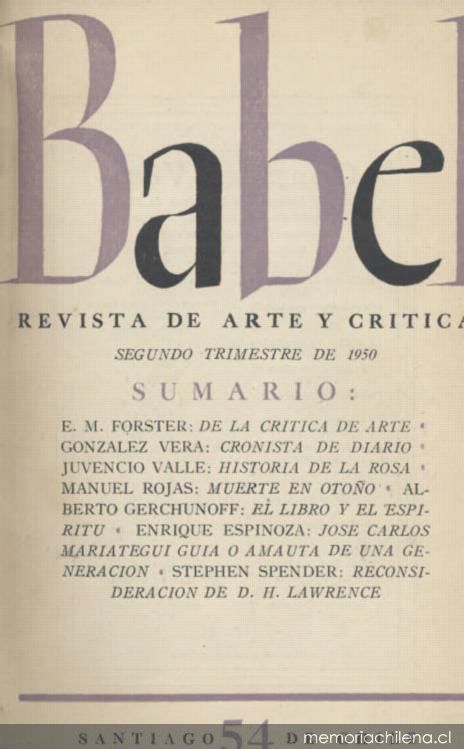 Babel
REVISTA DE ARTE Y CRITICA
SEGUNDO TRIMESTRE DE 1950
SUMARIO:
E. M. FORSTER: DE LA CRITICA DE ARTE •
GONZALEZ VERA: CRONISTA DE DIARIO •
JUVENCIO VALLE: HISTORIA DE LA ROSA •
MANUEL ROJAS: MUERTE EN OTOÑO • AL-
BERTO GERCHUNOFF: EL LIBRO Y EL ESPI-
RITU • ENRIQUE ESPINOZA: JOSE CARLOS
MARIATEGUI GUIA O AMAUTA DE UNA GE-
NERACION • STEPHEN SPENDER: RECONSI-
DERACION DE D. H. LAWRENCE
SANTIAGO 54 DE
memoriachilena.cl